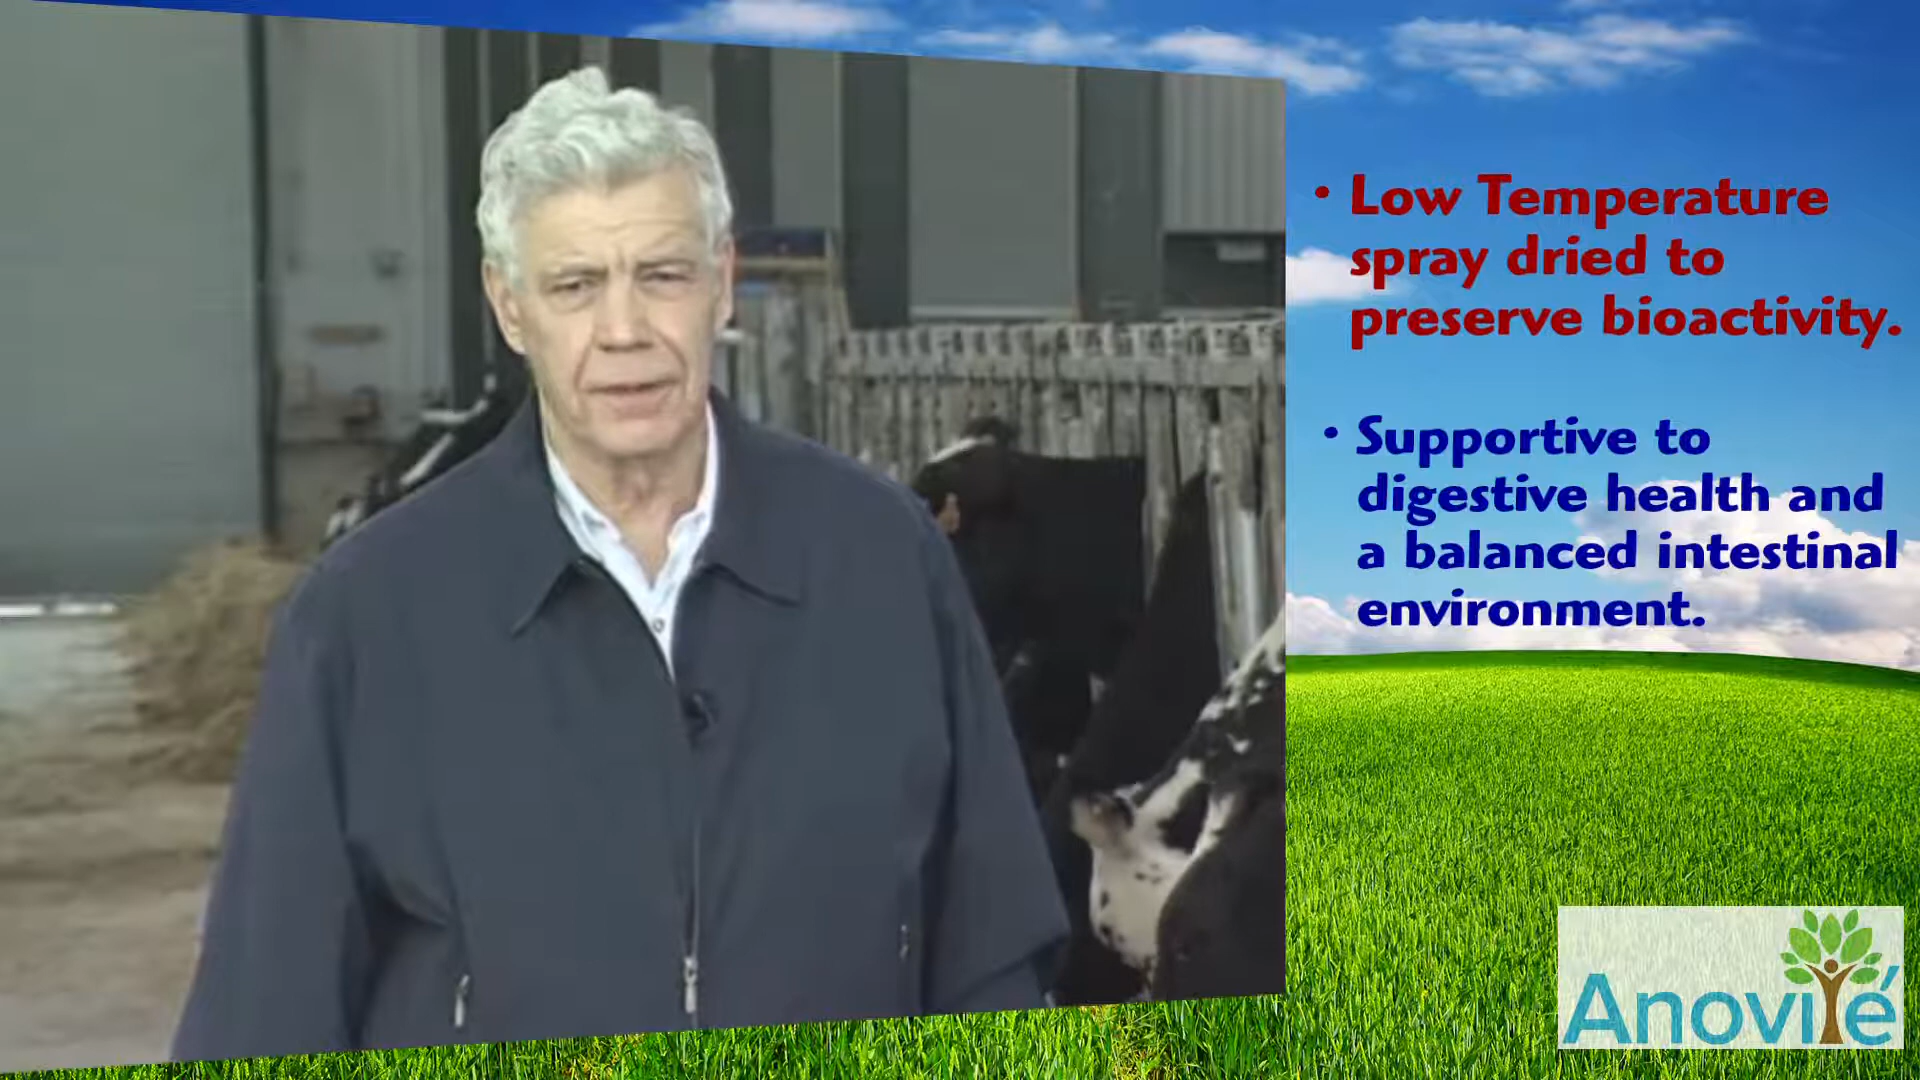 • Low Temperature
spray dried to
preserve bioactivity.
• Supportive to
digestive health and
a balanced intestinal
environment.
Anovité